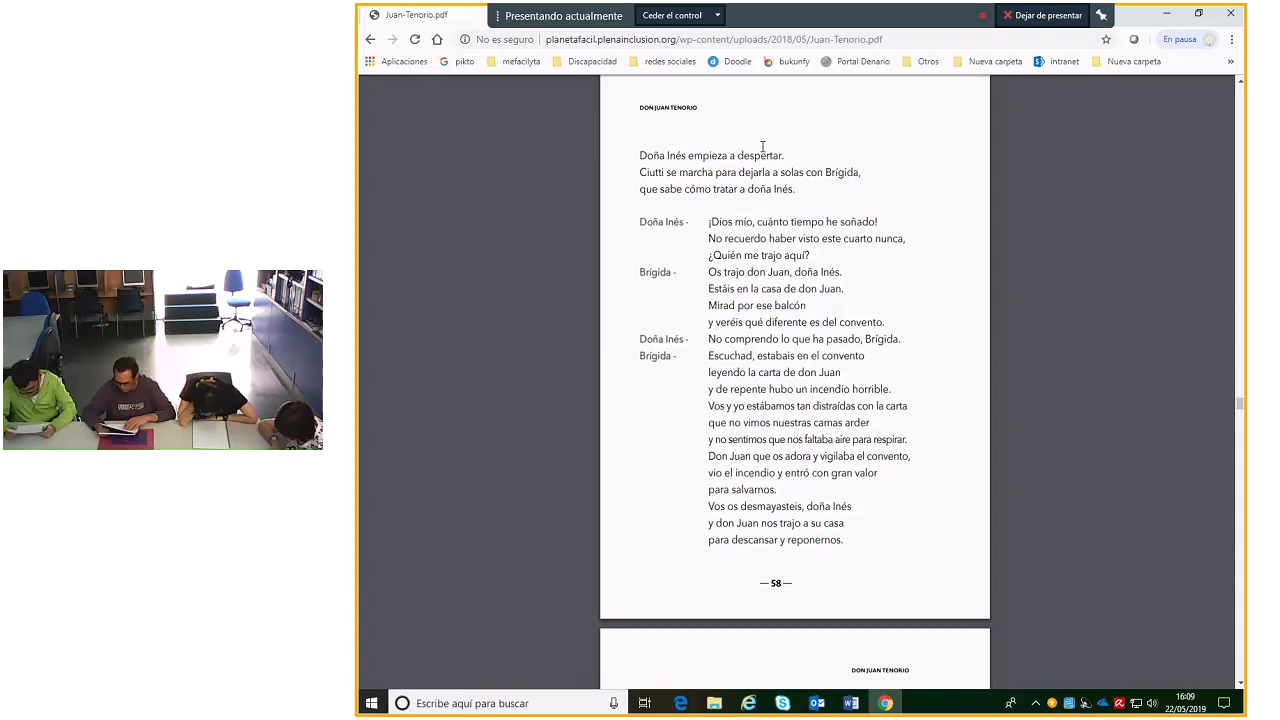 Juan-Tenorio.pdf
Presentando actualmente
Ceder el control
Dejar de presentar
No es seguro
planetafacil.plenainclusion.org/wp-content/uploads/2018/05/Juan-Tenorio.pdf
En pausa
Aplicaciones
pikto
mefacilyta
Discapacidad
redes sociales
Doodle
bukunfy
Portal Denario
Otros
Nueva carpeta
intranet
Nueva carpeta
»
DON JUAN TENORIO
Doña Inés empieza a despertar.
Ciutti se marcha para dejarla a solas con Brígida,
que sabe cómo tratar a doña Inés.
Doña Inés - ¡Dios mío, cuánto tiempo he soñado!
No recuerdo haber visto este cuarto nunca,
¿Quién me trajo aquí?
Brígida - Os trajo don Juan, doña Inés.
Estáis en la casa de don Juan.
Mirad por ese balcón
y veréis qué diferente es del convento.
Doña Inés - No comprendo lo que ha pasado, Brígida.
Brígida - Escuchad, estabais en el convento
leyendo la carta de don Juan
y de repente hubo un incendio horrible.
Vos y yo estábamos tan distraídas con la carta
que no vimos nuestras camas arder
y no sentimos que nos faltaba aire para respirar.
Don Juan que os adora y vigilaba el convento,
vio el incendio y entró con gran valor
para salvarnos.
Vos os desmayasteis, doña Inés
y don Juan nos trajo a su casa
para descansar y reponernos.
— 58 —
DON JUAN TENORIO
Escribe aquí para buscar
16:09
22/05/2019